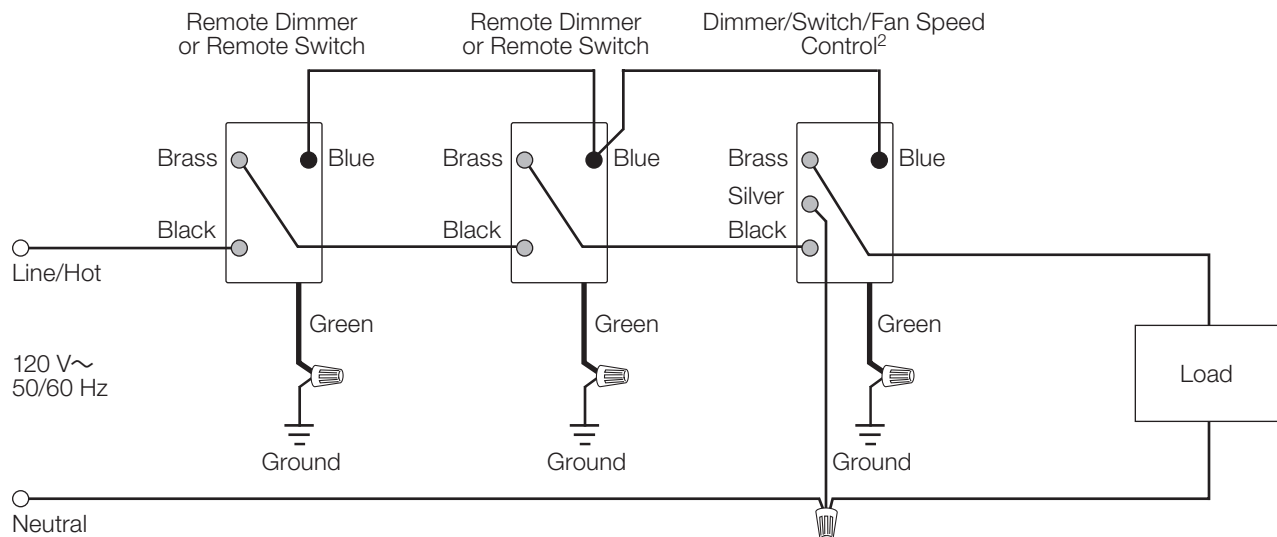 Remote Dimmer
or Remote Switch
Remote Dimmer
or Remote Switch
Dimmer/Switch/Fan Speed
Control²
Brass
Blue
Brass
Blue
Brass
Blue
Silver
Black
Black
Black
Line/Hot
Green
Green
Green
120 V~
50/60 Hz
Load
Ground
Ground
Ground
Neutral